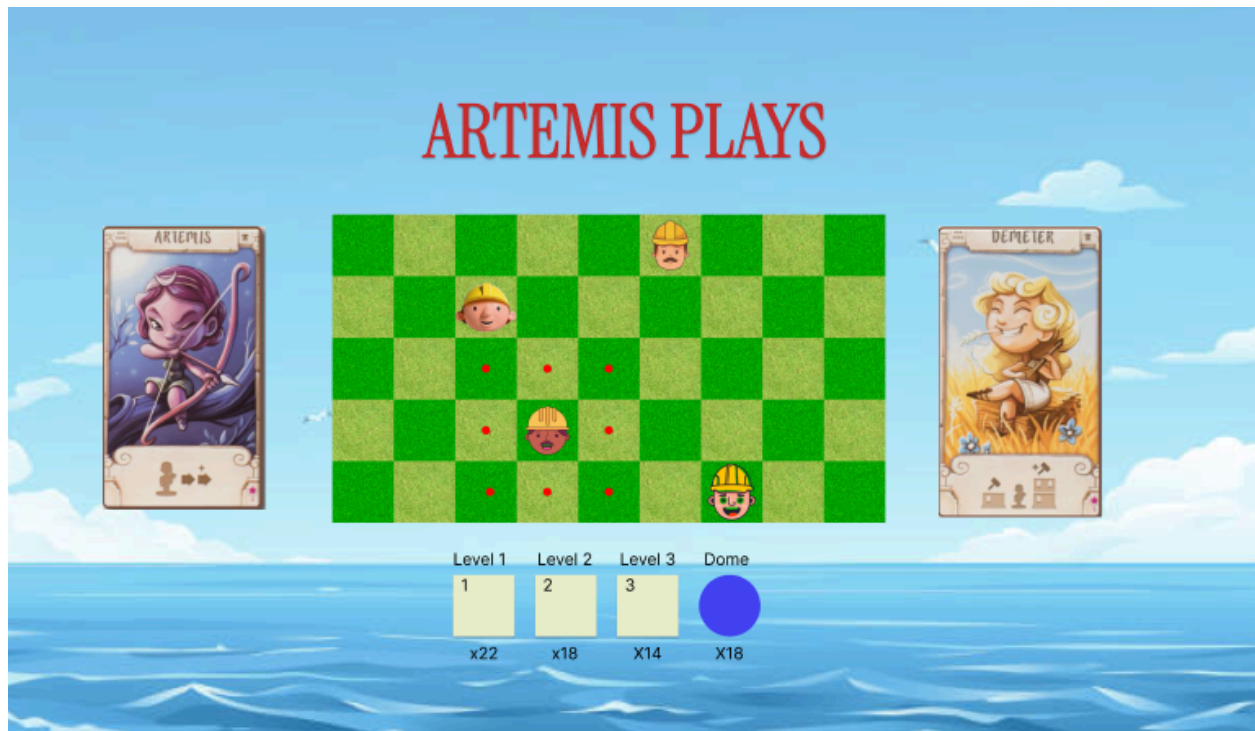 ARTEMIS PLAYS
ARTEMIS
DEMETER
Level 1 Level 2 Level 3 Dome
1 2 3
x22 x18 X14 X18